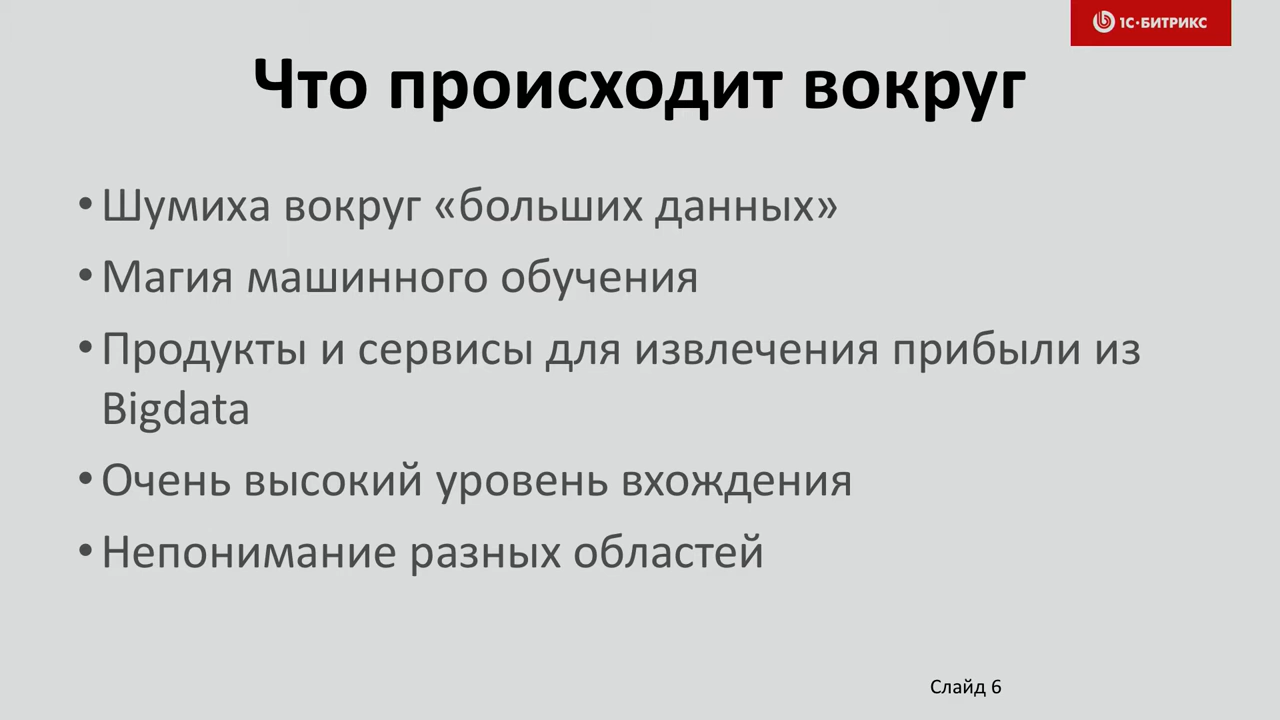 1С·БИТРИКС
Что происходит вокруг
• Шумиха вокруг «больших данных»
• Магия машинного обучения
• Продукты и сервисы для извлечения прибыли из
Bigdata
• Очень высокий уровень вхождения
• Непонимание разных областей
Слайд 6